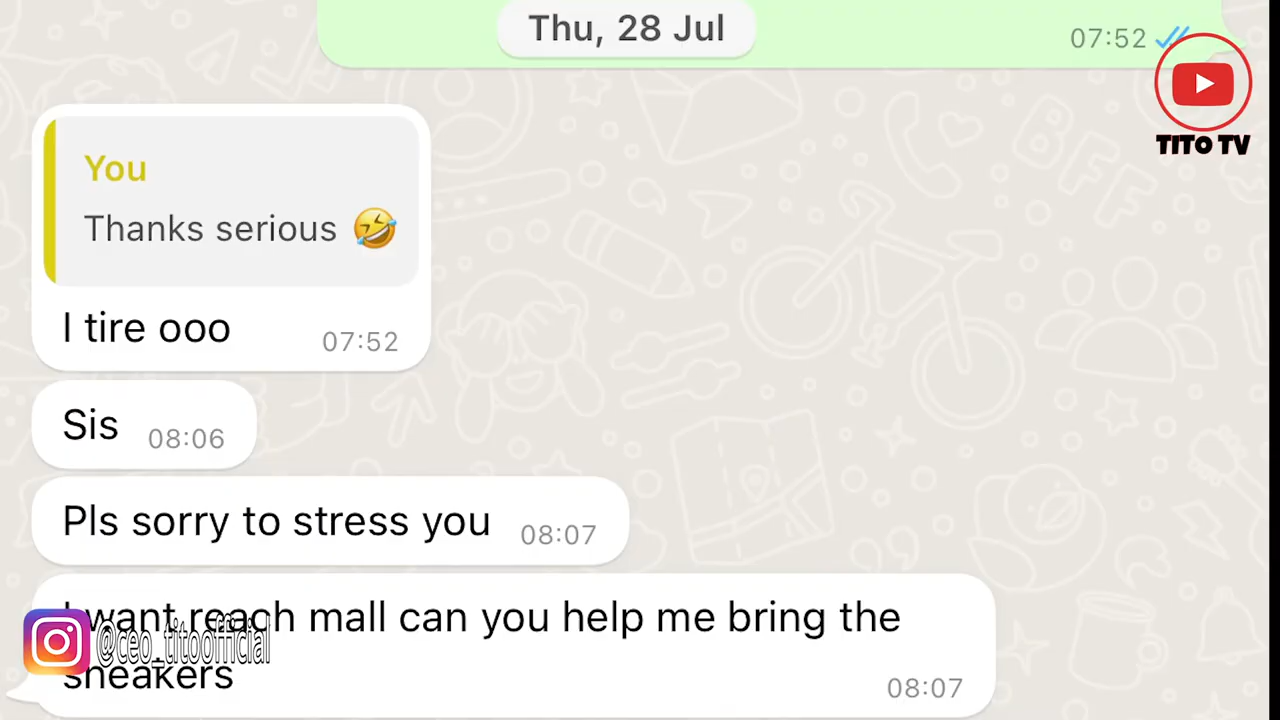 Thu, 28 Jul
07:52
TITO TV
You
Thanks serious 🤣
I tire ooo 07:52
Sis 08:06
Pls sorry to stress you 08:07
I want reach mall can you help me bring the
sneakers 08:07
@ceo_titoofficial